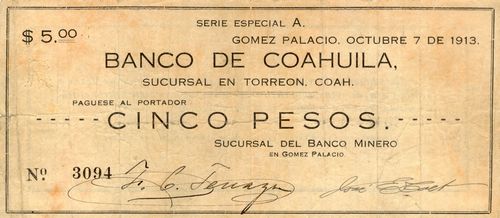 SERIE ESPECIAL A.
$ 5.00
GOMEZ PALACIO, OCTUBRE 7 DE 1913.
BANCO DE COAHUILA,
SUCURSAL EN TORREON, COAH.
PAGUESE AL PORTADOR
-----CINCO PESOS.-----
SUCURSAL DEL BANCO MINERO
EN GOMEZ PALACIO
No. 3094
José